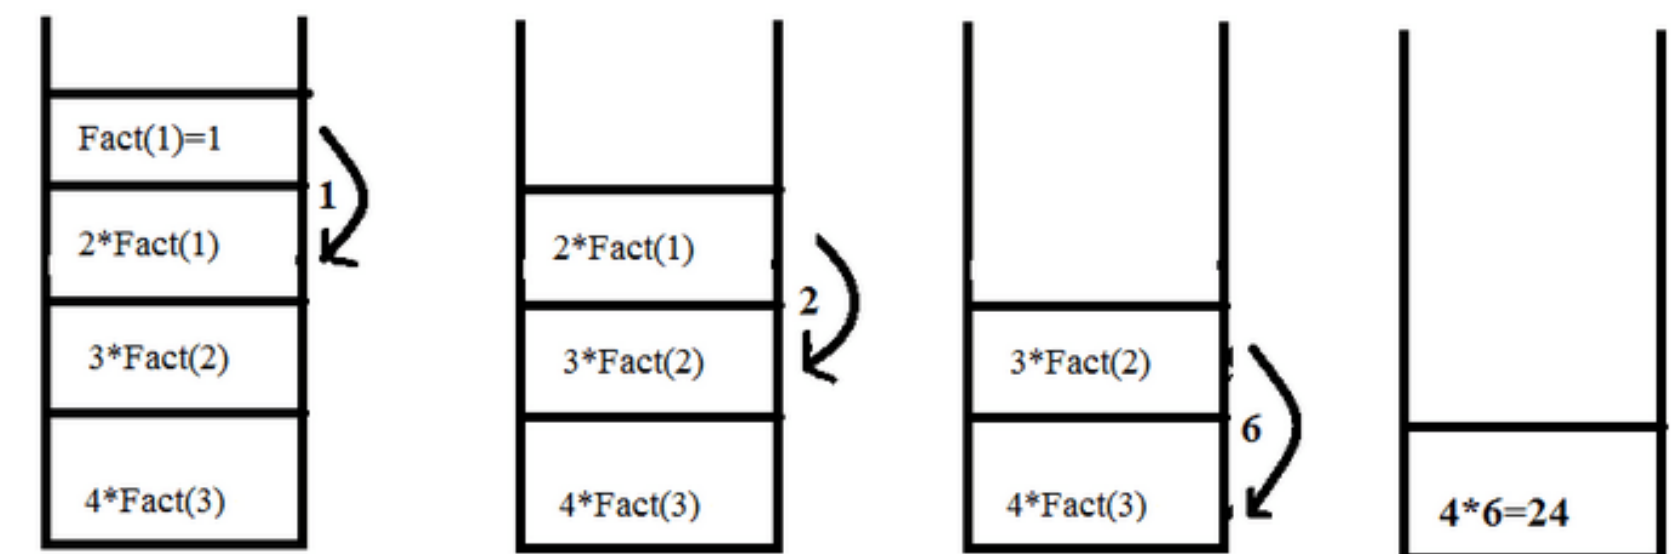 Fact(1)=1
1
2*Fact(1)
3*Fact(2)
4*Fact(3)
2*Fact(1)
2
3*Fact(2)
4*Fact(3)
3*Fact(2)
6
4*Fact(3)
4*6=24